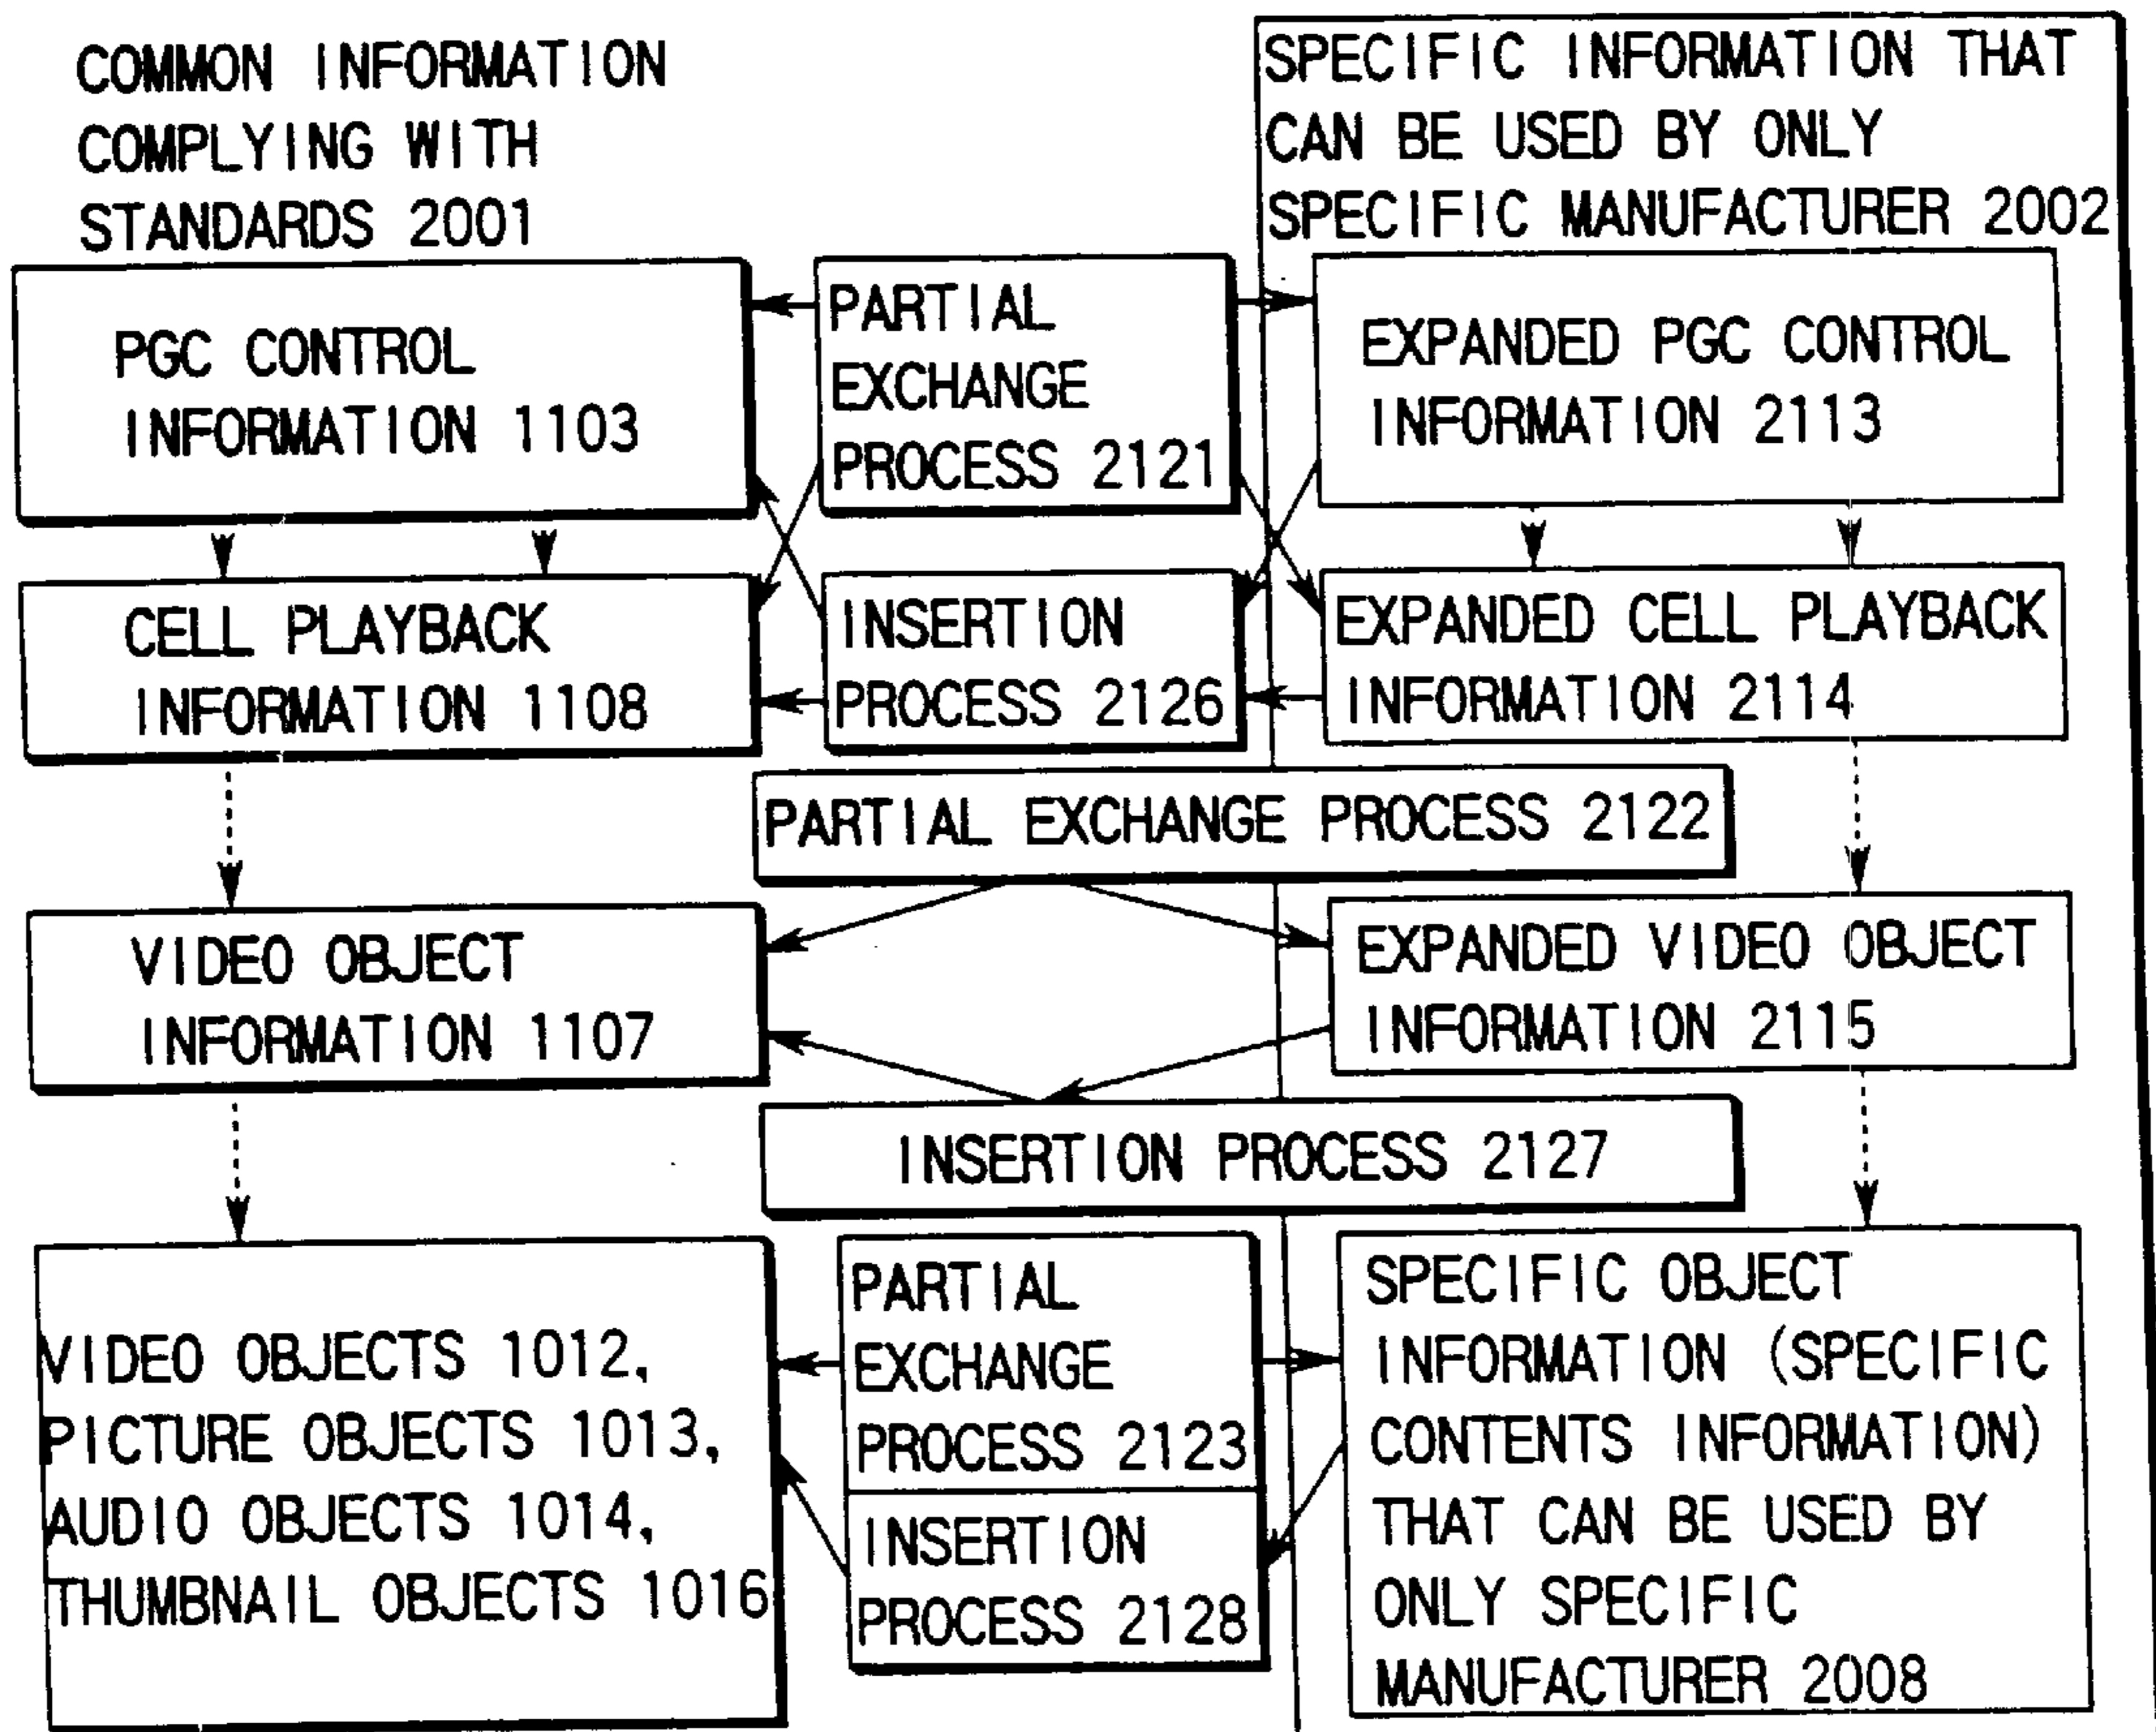 COMMON INFORMATION
COMPLYING WITH
STANDARDS 2001
SPECIFIC INFORMATION THAT
CAN BE USED BY ONLY
SPECIFIC MANUFACTURER 2002
PGC CONTROL
INFORMATION 1103
PARTIAL
EXCHANGE
PROCESS 2121
EXPANDED PGC CONTROL
INFORMATION 2113
CELL PLAYBACK
INFORMATION 1108
INSERTION
PROCESS 2126
EXPANDED CELL PLAYBACK
INFORMATION 2114
PARTIAL EXCHANGE PROCESS 2122
VIDEO OBJECT
INFORMATION 1107
EXPANDED VIDEO OBJECT
INFORMATION 2115
INSERTION PROCESS 2127
VIDEO OBJECTS 1012,
PICTURE OBJECTS 1013,
AUDIO OBJECTS 1014,
THUMBNAIL OBJECTS 1016
PARTIAL
EXCHANGE
PROCESS 2123
INSERTION
PROCESS 2128
SPECIFIC OBJECT
INFORMATION (SPECIFIC
CONTENTS INFORMATION)
THAT CAN BE USED BY
ONLY SPECIFIC
MANUFACTURER 2008